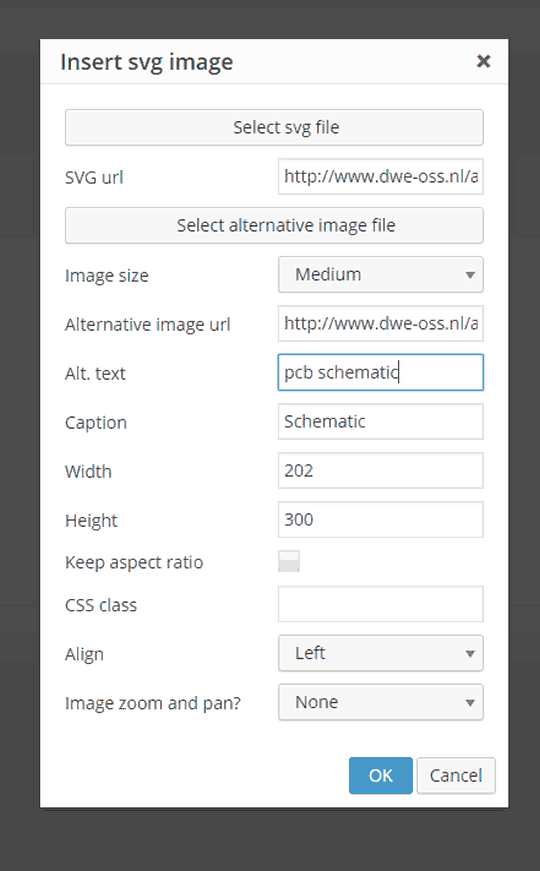 Insert svg image
Select svg file
SVG url http://www.dwe-oss.nl/a
Select alternative image file
Image size Medium
Alternative image url http://www.dwe-oss.nl/a
Alt. text pcb schematic
Caption Schematic
Width 202
Height 300
Keep aspect ratio
CSS class
Align Left
Image zoom and pan? None
OK Cancel